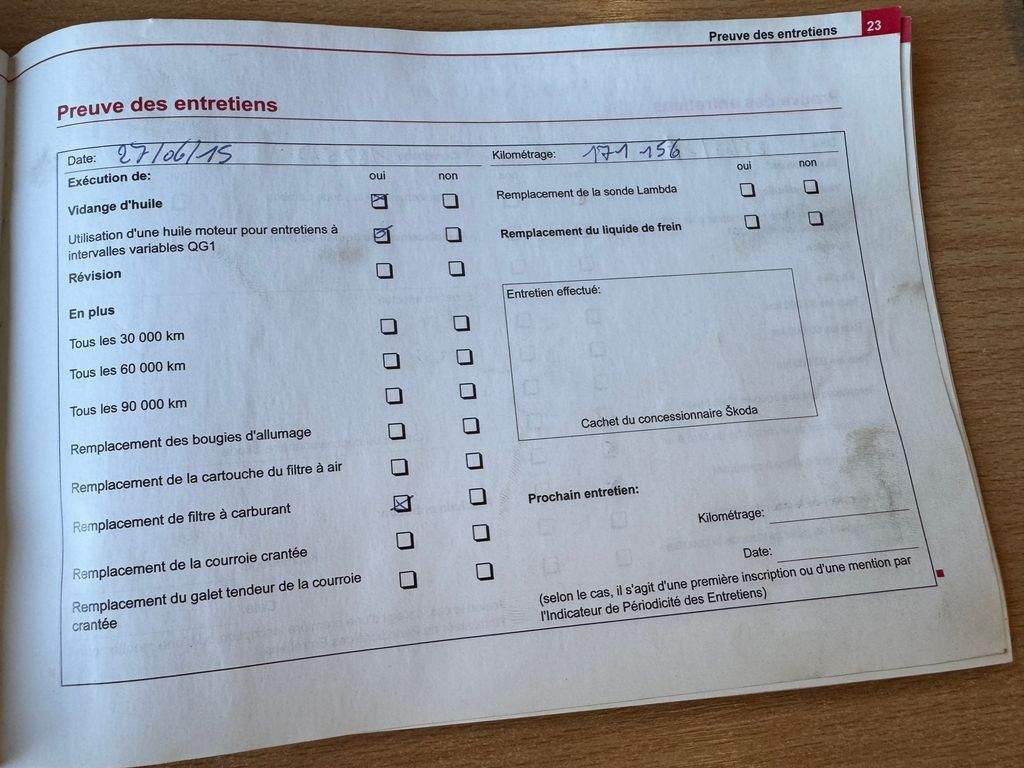 Preuve des entretiens 23
Preuve des entretiens
Date: 27/06/15
Kilométrage: 171 156
Exécution de: oui non
oui non
Vidange d'huile
Remplacement de la sonde Lambda
Utilisation d'une huile moteur pour entretiens à
intervalles variables QG1
Remplacement du liquide de frein
Révision
En plus
Entretien effectué:
Tous les 30 000 km
Tous les 60 000 km
Tous les 90 000 km
Cachet du concessionnaire Škoda
Remplacement des bougies d'allumage
Remplacement de la cartouche du filtre à air
Remplacement de filtre à carburant
Remplacement de la courroie crantée
Remplacement du galet tendeur de la courroie
crantée
Prochain entretien:
Kilométrage:
Date:
(selon le cas, il s'agit d'une première inscription ou d'une mention par
l'Indicateur de Périodicité des Entretiens)